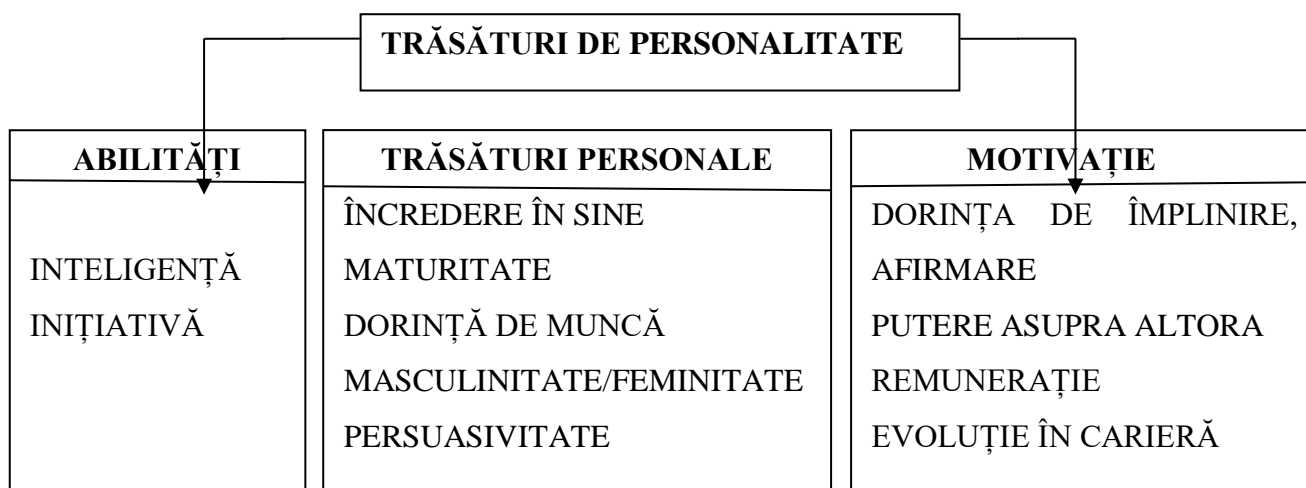 TRĂSĂTURI DE PERSONALITATE
ABILITĂȚI
INTELIGENȚĂ
INIȚIATIVĂ
TRĂSĂTURI PERSONALE
ÎNCREDERE ÎN SINE
MATURITATE
DORINȚĂ DE MUNCĂ
MASCULINITATE/FEMINITATE
PERSUASIVITATE
MOTIVAȚIE
DORINȚA DE ÎMPLINIRE,
AFIRMARE
PUTERE ASUPRA ALTORA
REMUNERAȚIE
EVOLUȚIE ÎN CARIERĂ